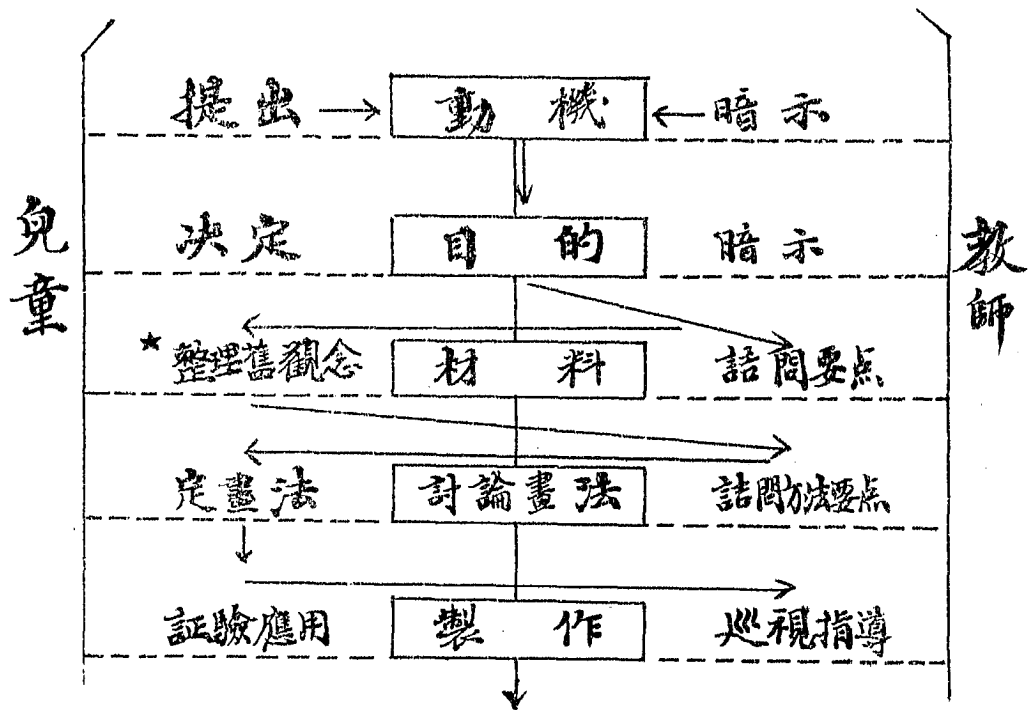 兒童
教師
提出 → 動機 ← 暗示
决定 目的 暗示
★整理舊觀念 材料 詰問要点
定畫法 討論畫法 詰問方法要点
証驗應用 製作 巡視指導